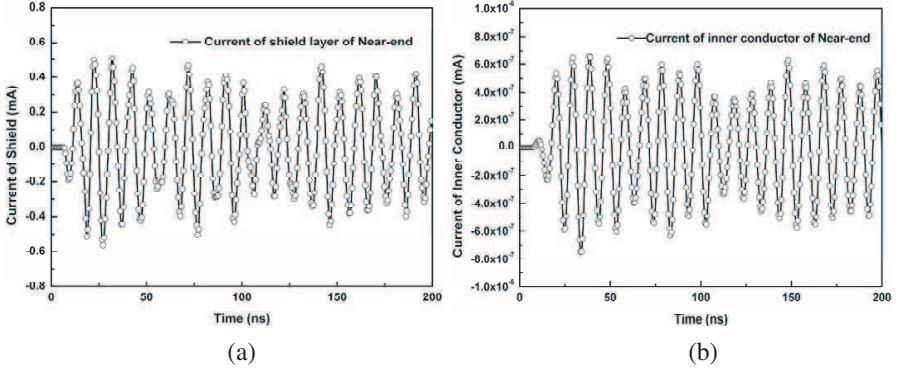 0.8
0.6
0.4
0.2
0.0
-0.2
-0.4
-0.6
-0.8
Current of Shield (mA)
Current of shield layer of Near-end
0
50
100
150
200
Time (ns)
(a)
1.0x10⁻⁶
8.0x10⁻⁷
6.0x10⁻⁷
4.0x10⁻⁷
2.0x10⁻⁷
0.0
-2.0x10⁻⁷
-4.0x10⁻⁷
-6.0x10⁻⁷
-8.0x10⁻⁷
-1.0x10⁻⁶
Current of Inner Conductor (mA)
Current of inner conductor of Near-end
0
50
100
150
200
Time (ns)
(b)